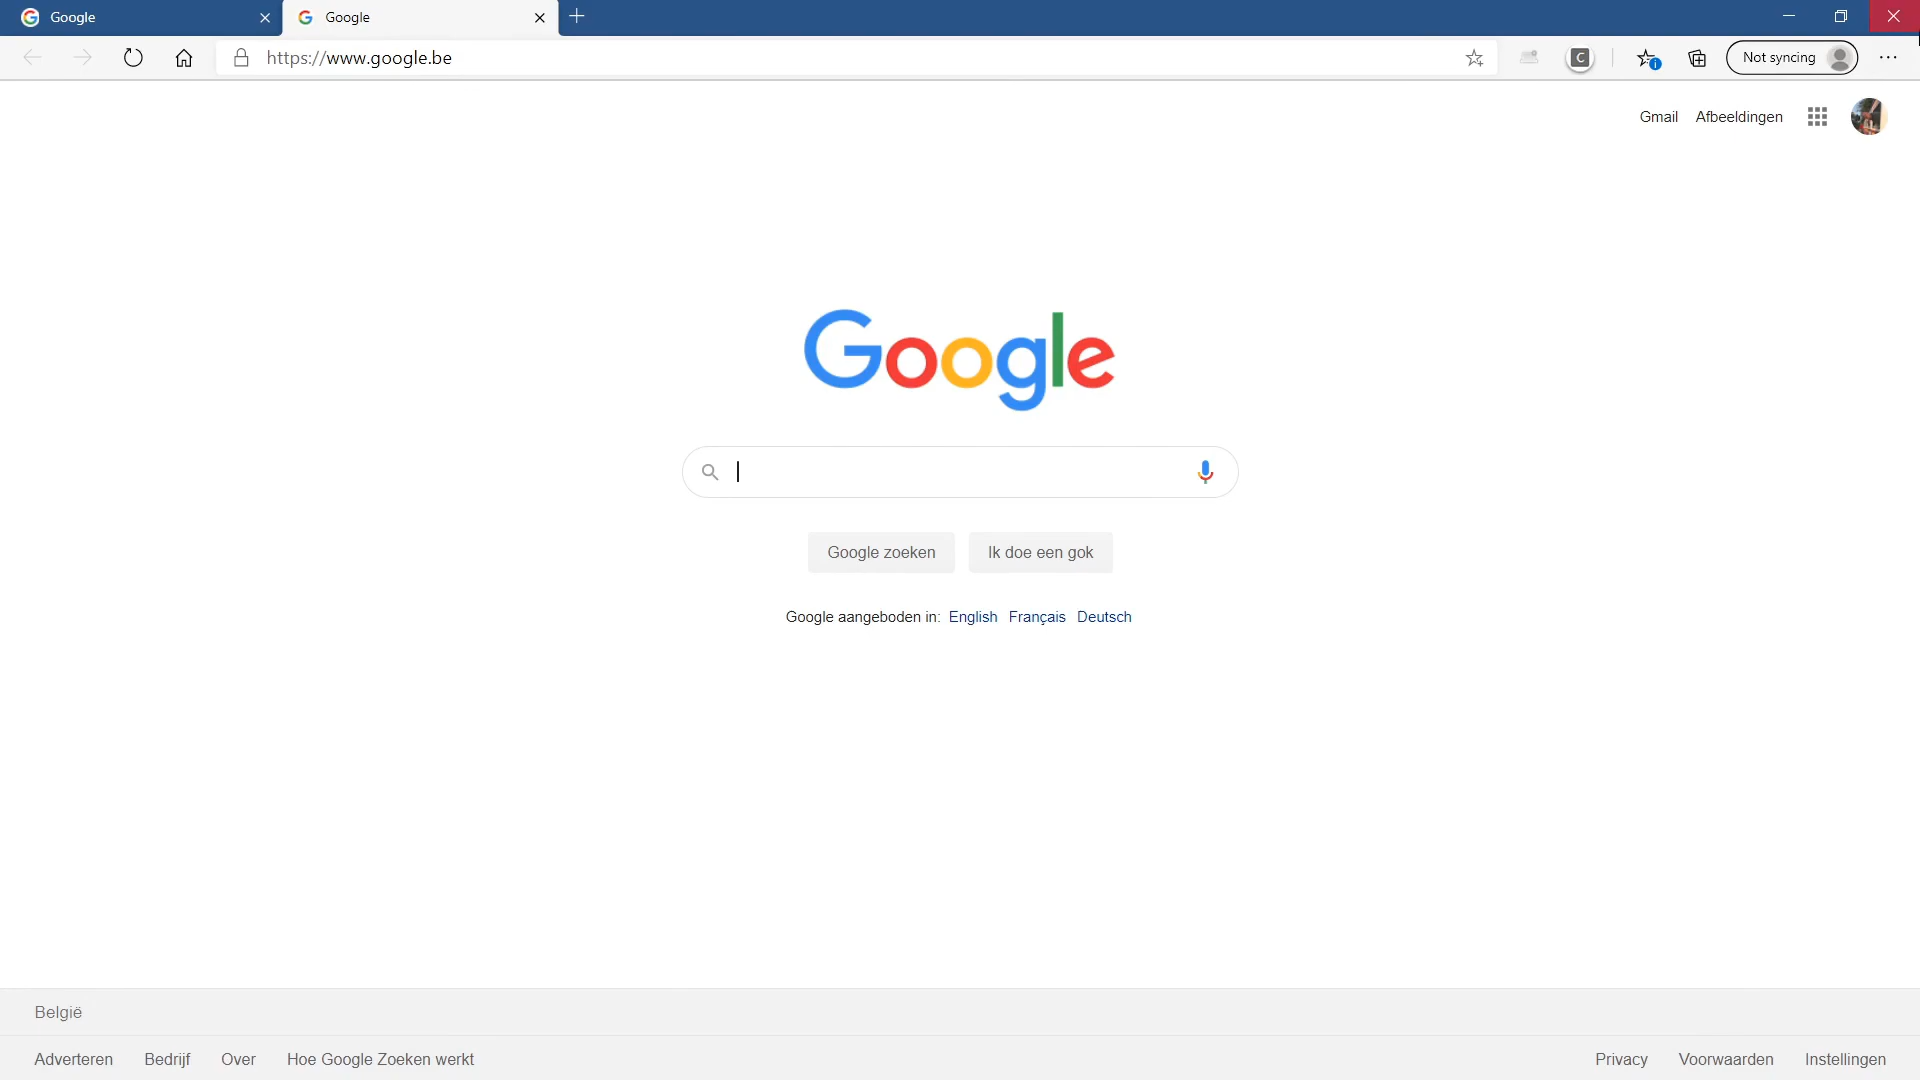 Google
Google
https://www.google.be
C
Not syncing
Gmail Afbeeldingen
Google
Google zoeken Ik doe een gok
Google aangeboden in: English Français Deutsch
België
Adverteren Bedrijf Over Hoe Google Zoeken werkt
Privacy Voorwaarden Instellingen